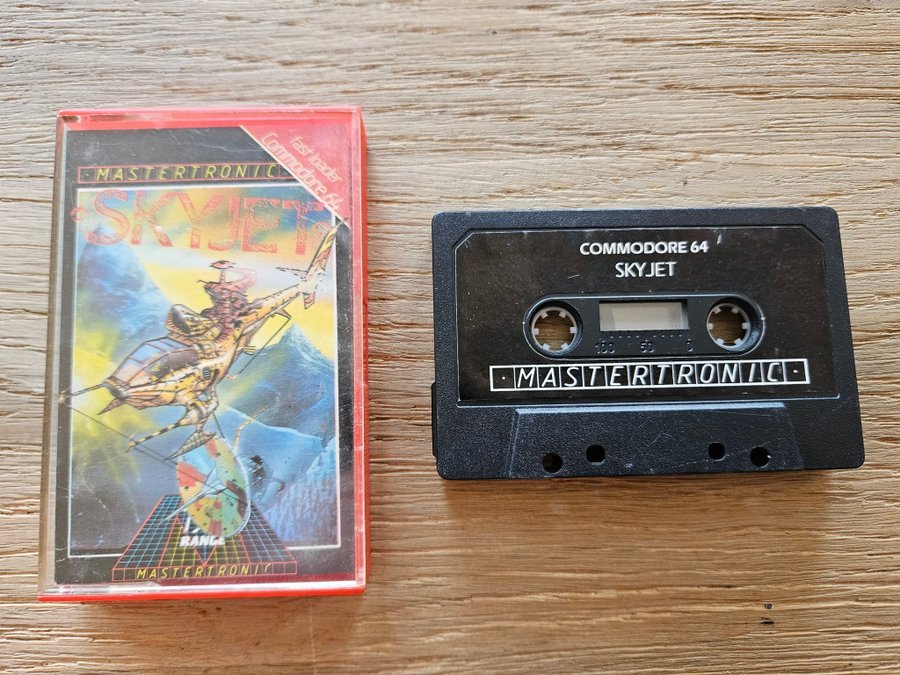 fast loader
Commodore 64
MASTERTRONIC
SKYJET
RANGE
MASTERTRONIC
COMMODORE 64
SKYJET
100 50 0
MASTERTRONIC